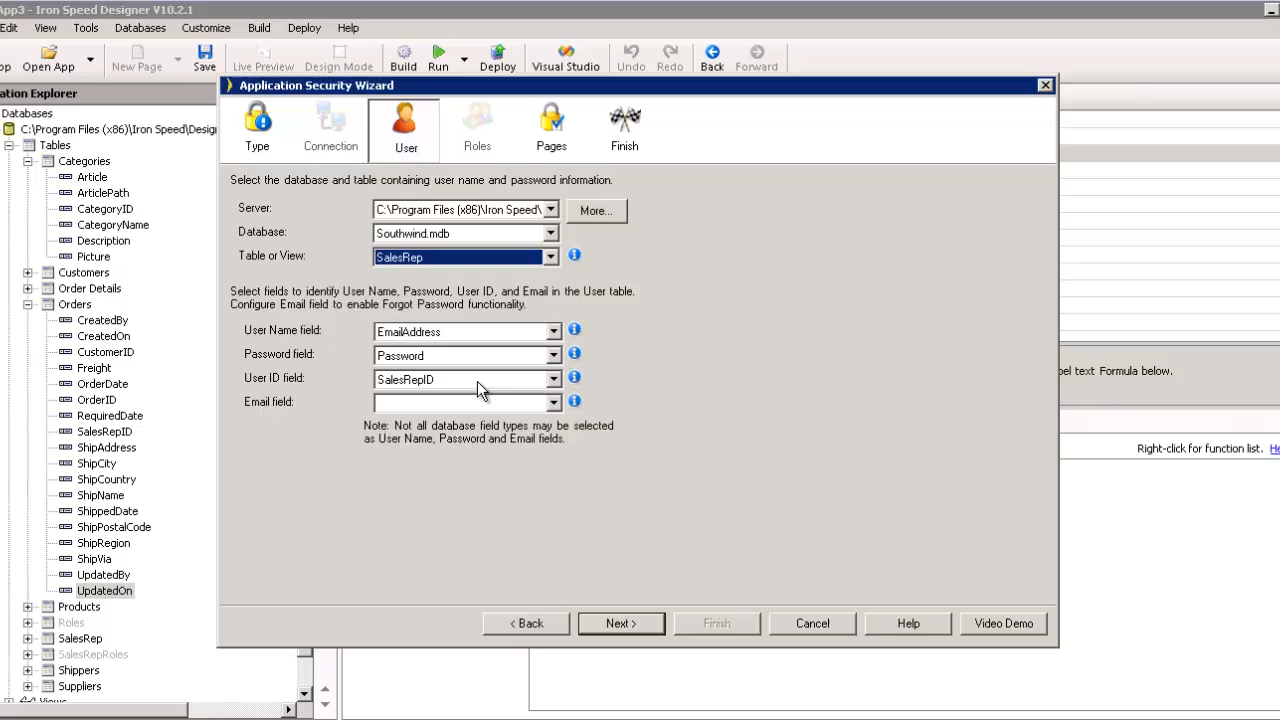 App3 - Iron Speed Designer V10.2.1
Edit View Tools Databases Customize Build Deploy Help
Open App New Page Save Live Preview Design Mode Build Run Deploy Visual Studio Undo Redo Back Forward
ation Explorer
Databases
C:\Program Files (x86)\Iron Speed\Desig
Tables
Categories
Article
ArticlePath
CategoryID
CategoryName
Description
Picture
Customers
Order Details
Orders
CreatedBy
CreatedOn
CustomerID
Freight
OrderDate
OrderID
RequiredDate
SalesRepID
ShipAddress
ShipCity
ShipCountry
ShipName
ShippedDate
ShipPostalCode
ShipRegion
ShipVia
UpdatedBy
UpdatedOn
Products
Roles
SalesRep
SalesRepRoles
Shippers
Suppliers
Views
Application Security Wizard
Type Connection User Roles Pages Finish
Select the database and table containing user name and password information.
Server: C:\Program Files (x86)\Iron Speed\ More...
Database: Southwind.mdb
Table or View: SalesRep
Select fields to identify User Name, Password, User ID, and Email in the User table.
Configure Email field to enable Forgot Password functionality.
User Name field: EmailAddress
Password field: Password
User ID field: SalesRepID
Email field:
Note: Not all database field types may be selected
as User Name, Password and Email fields.
< Back Next > Finish Cancel Help Video Demo
el text Formula below.
Right-click for function list. He